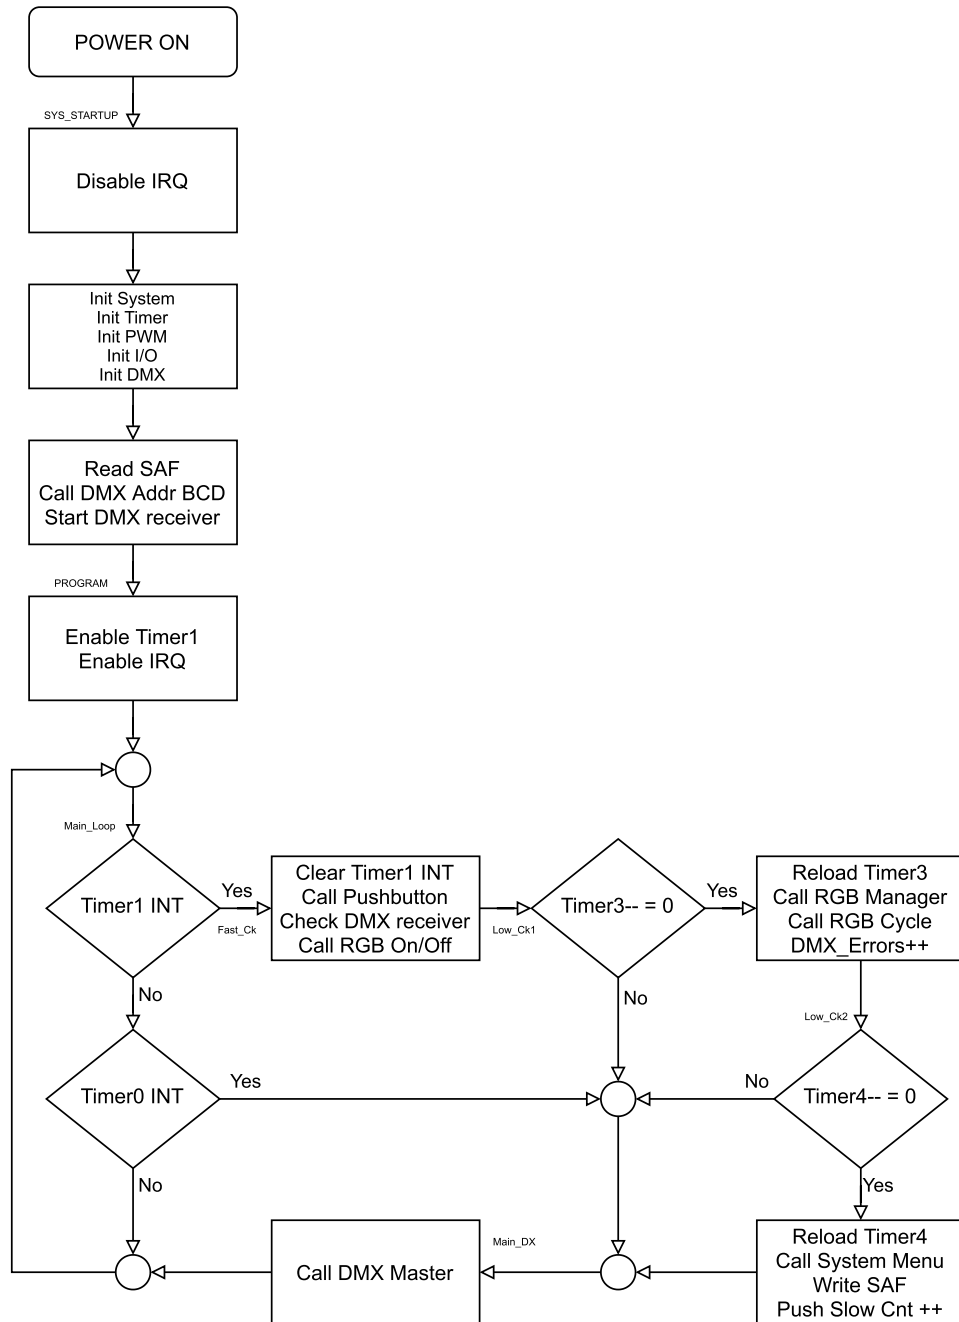 POWER ON
SYS_STARTUP
Disable IRQ
Init System
Init Timer
Init PWM
Init I/O
Init DMX
Read SAF
Call DMX Addr BCD
Start DMX receiver
PROGRAM
Enable Timer1
Enable IRQ
Main_Loop
Timer1 INT
Yes
Fast_Ck
Clear Timer1 INT
Call Pushbutton
Check DMX receiver
Call RGB On/Off
Low_Ck1
Timer3-- = 0
Yes
Reload Timer3
Call RGB Manager
Call RGB Cycle
DMX_Errors++
No
No
Low_Ck2
Timer0 INT
Yes
No
Timer4-- = 0
No
Yes
Call DMX Master
Main_DX
Reload Timer4
Call System Menu
Write SAF
Push Slow Cnt ++